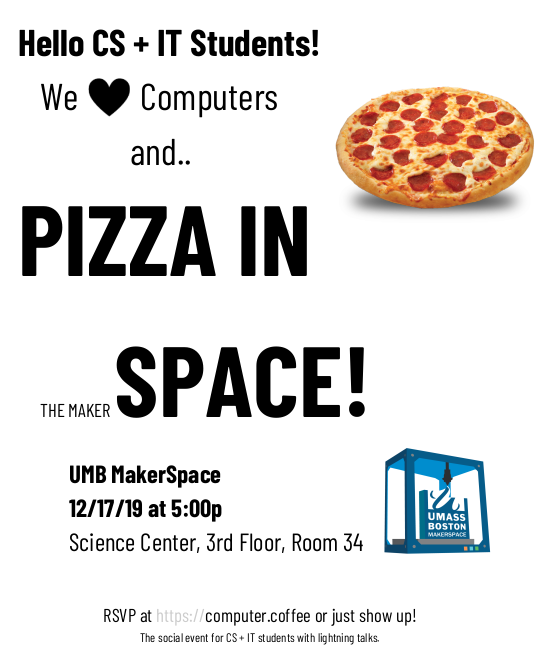 Hello CS + IT Students!
We ♥ Computers
and..
PIZZA IN
THE MAKER SPACE!
UMB MakerSpace
12/17/19 at 5:00p
Science Center, 3rd Floor, Room 34
UMASS
BOSTON
MAKERSPACE
RSVP at https://computer.coffee or just show up!
The social event for CS + IT students with lightning talks.